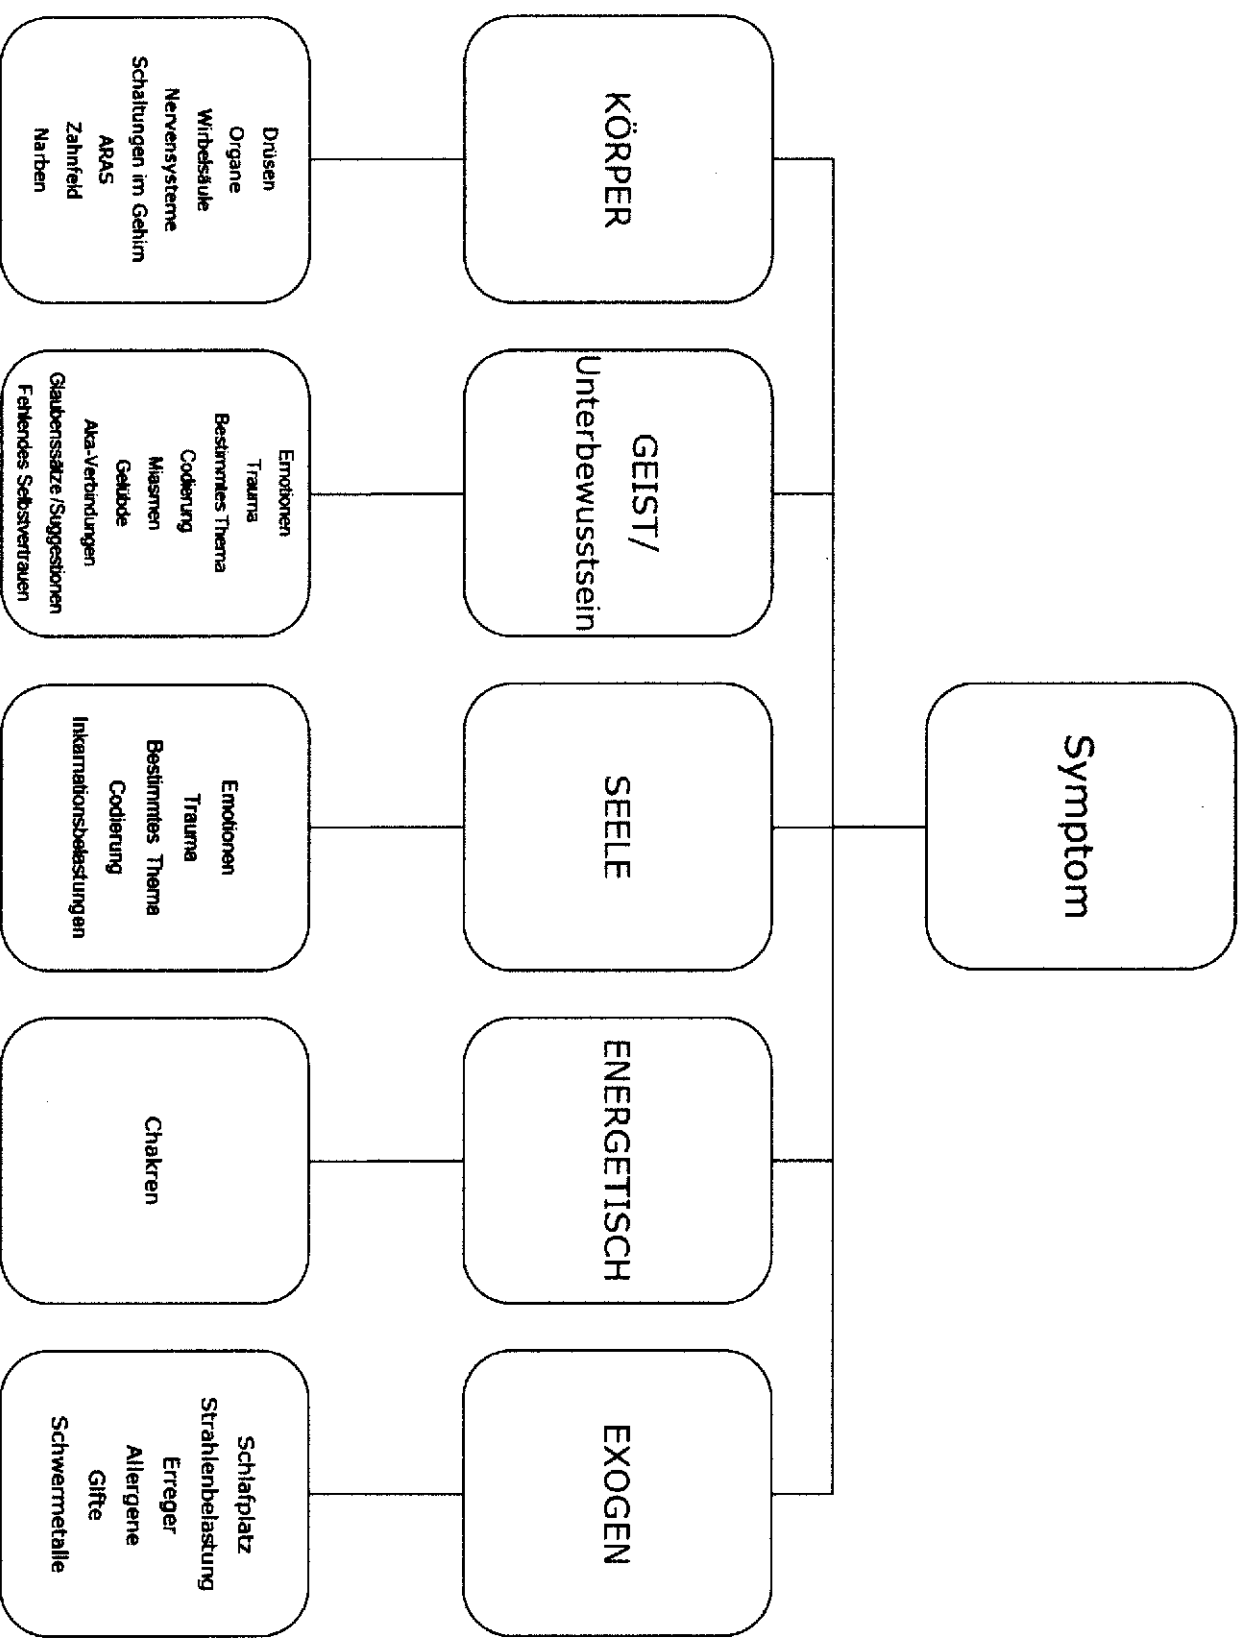 Symptom
KÖRPER
GEIST/
Unterbewusstsein
SEELE
ENERGETISCH
EXOGEN
Drüsen
Organe
Wirbelsäule
Nervensysteme
Schaltungen im Gehirn
ARAS
Zahnfeld
Narben
Emotionen
Trauma
Bestimmtes Thema
Codierung
Miasmen
Gelübde
Aka-Verbindungen
Glaubenssätze /Suggestionen
Fehlendes Selbstvertrauen
Emotionen
Trauma
Bestimmtes Thema
Codierung
Inkarnationsbelastungen
Chakren
Schlafplatz
Strahlenbelastung
Erreger
Allergene
Gifte
Schwermetalle